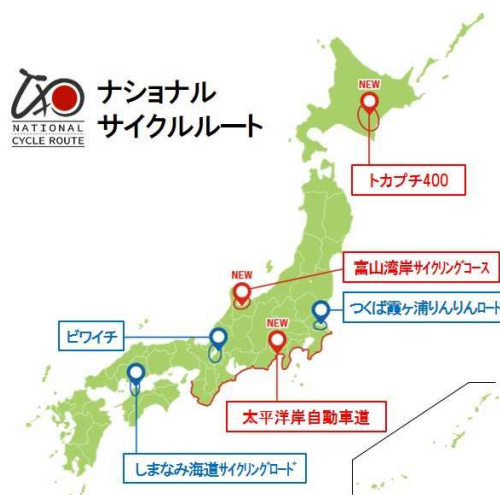 ナショナル
サイクルルート
NATIONAL
CYCLE ROUTE
NEW
トカプチ400
富山湾岸サイクリングコース
NEW
つくば霞ヶ浦りんりんロード
ビワイチ
NEW
太平洋岸自動車道
しまなみ海道サイクリングロード